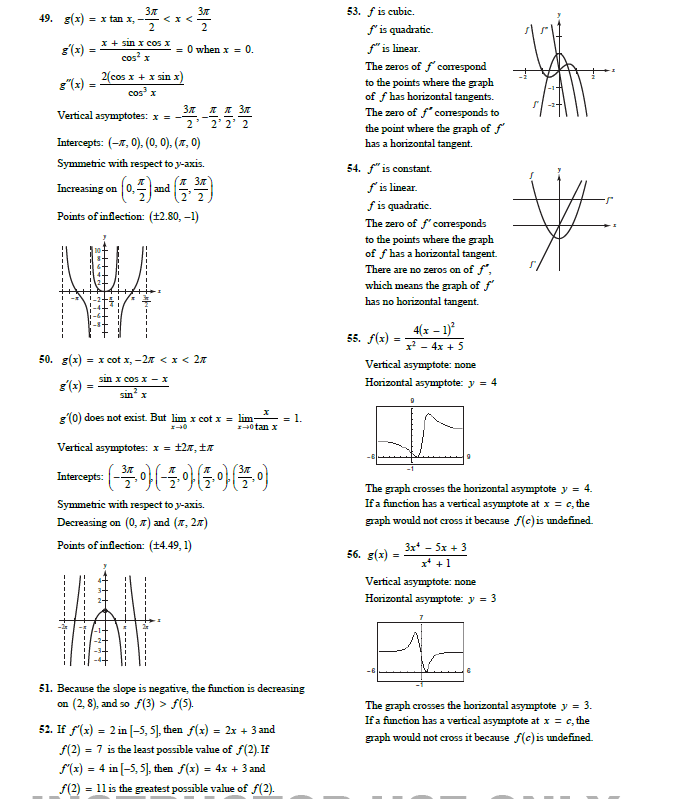 49. g(x) = x tan x, -3π/2 < x < 3π/2
g′(x) = (x + sin x cos x)/cos² x = 0 when x = 0.
g″(x) = 2(cos x + x sin x)/cos³ x
Vertical asymptotes: x = -3π/2, -π/2, π/2, 3π/2
Intercepts: (-π, 0), (0, 0), (π, 0)
Symmetric with respect to y-axis.
Increasing on (0, π/2) and (π/2, 3π/2)
Points of inflection: (±2.80, -1)
50. g(x) = x cot x, -2π < x < 2π
g′(x) = (sin x cos x - x)/sin² x
g′(0) does not exist. But lim x→0 x cot x = lim x→0 x/tan x = 1.
Vertical asymptotes: x = ±2π, ±π
Intercepts: (-3π/2, 0), (-π/2, 0), (π/2, 0), (3π/2, 0)
Symmetric with respect to y-axis.
Decreasing on (0, π) and (π, 2π)
Points of inflection: (±4.49, 1)
51. Because the slope is negative, the function is decreasing
on (2, 8), and so f(3) > f(5).
52. If f′(x) = 2 in [-5, 5], then f(x) = 2x + 3 and
f(2) = 7 is the least possible value of f(2). If
f′(x) = 4 in [-5, 5], then f(x) = 4x + 3 and
f(2) = 11 is the greatest possible value of f(2).
53. f is cubic.
f′ is quadratic.
f″ is linear.
The zeros of f′ correspond
to the points where the graph
of f has horizontal tangents.
The zero of f″ corresponds to
the point where the graph of f′
has a horizontal tangent.
54. f″ is constant.
f′ is linear.
f is quadratic.
The zero of f′ corresponds
to the points where the graph
of f has a horizontal tangent.
There are no zeros on of f″,
which means the graph of f′
has no horizontal tangent.
55. f(x) = 4(x - 1)²/(x² - 4x + 5)
Vertical asymptote: none
Horizontal asymptote: y = 4
9
-6 9
-1
The graph crosses the horizontal asymptote y = 4.
If a function has a vertical asymptote at x = c, the
graph would not cross it because f(c) is undefined.
56. g(x) = (3x⁴ - 5x + 3)/(x⁴ + 1)
Vertical asymptote: none
Horizontal asymptote: y = 3
7
-6 6
-1
The graph crosses the horizontal asymptote y = 3.
If a function has a vertical asymptote at x = c, the
graph would not cross it because f(c) is undefined.